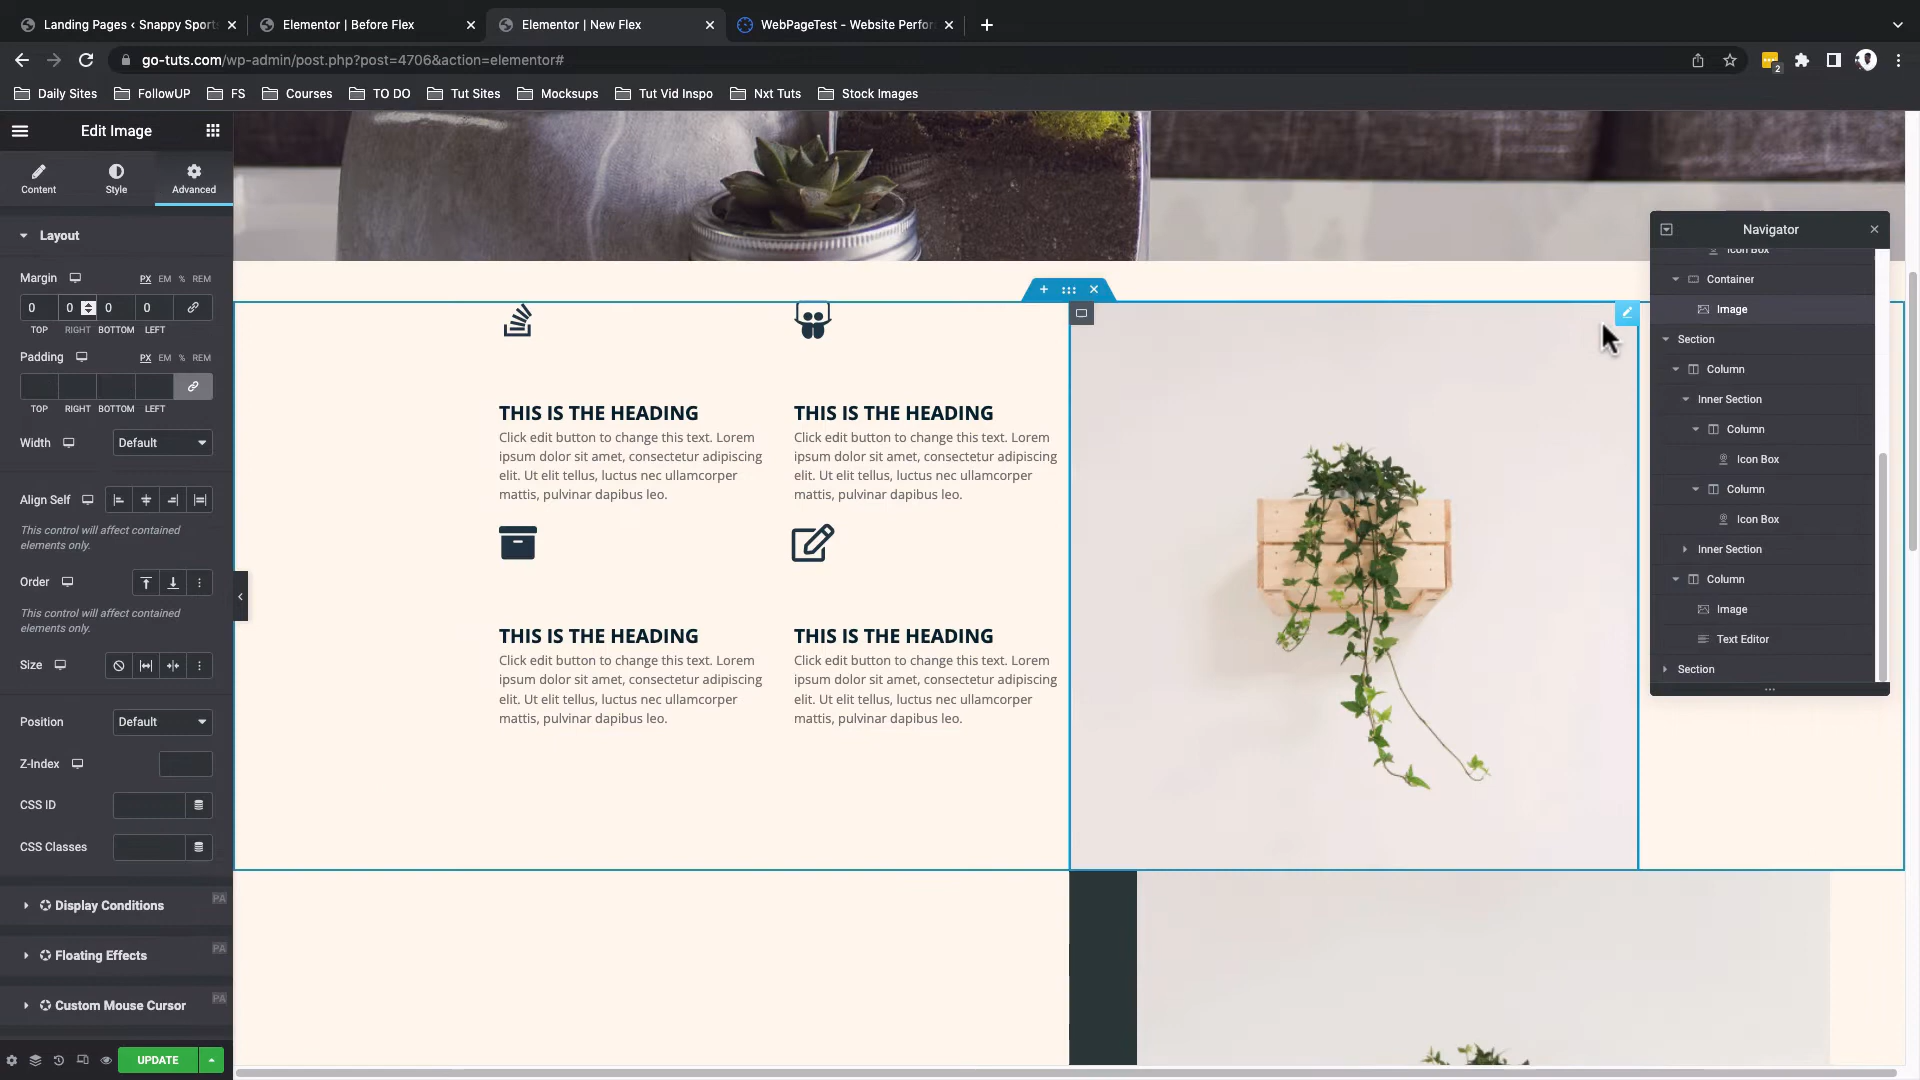 Landing Pages ‹ Snappy Sports
Elementor | Before Flex
Elementor | New Flex
WebPageTest - Website Perfor
go-tuts.com/wp-admin/post.php?post=4706&action=elementor#
2
Daily Sites
FollowUP
FS
Courses
TO DO
Tut Sites
Mocksups
Tut Vid Inspo
Nxt Tuts
Stock Images
Edit Image
Content
Style
Advanced
Layout
Margin
PX EM % REM
0 0 0 0
TOP RIGHT BOTTOM LEFT
Padding
PX EM % REM
TOP RIGHT BOTTOM LEFT
Width
Default
Align Self
This control will affect contained
elements only.
Order
This control will affect contained
elements only.
Size
Position
Default
Z-Index
CSS ID
CSS Classes
Display Conditions
PA
Floating Effects
PA
Custom Mouse Cursor
PA
UPDATE
THIS IS THE HEADING
Click edit button to change this text. Lorem
ipsum dolor sit amet, consectetur adipiscing
elit. Ut elit tellus, luctus nec ullamcorper
mattis, pulvinar dapibus leo.
THIS IS THE HEADING
Click edit button to change this text. Lorem
ipsum dolor sit amet, consectetur adipiscing
elit. Ut elit tellus, luctus nec ullamcorper
mattis, pulvinar dapibus leo.
THIS IS THE HEADING
Click edit button to change this text. Lorem
ipsum dolor sit amet, consectetur adipiscing
elit. Ut elit tellus, luctus nec ullamcorper
mattis, pulvinar dapibus leo.
THIS IS THE HEADING
Click edit button to change this text. Lorem
ipsum dolor sit amet, consectetur adipiscing
elit. Ut elit tellus, luctus nec ullamcorper
mattis, pulvinar dapibus leo.
Navigator
Icon Box
Container
Image
Section
Column
Inner Section
Column
Icon Box
Column
Icon Box
Inner Section
Column
Image
Text Editor
Section